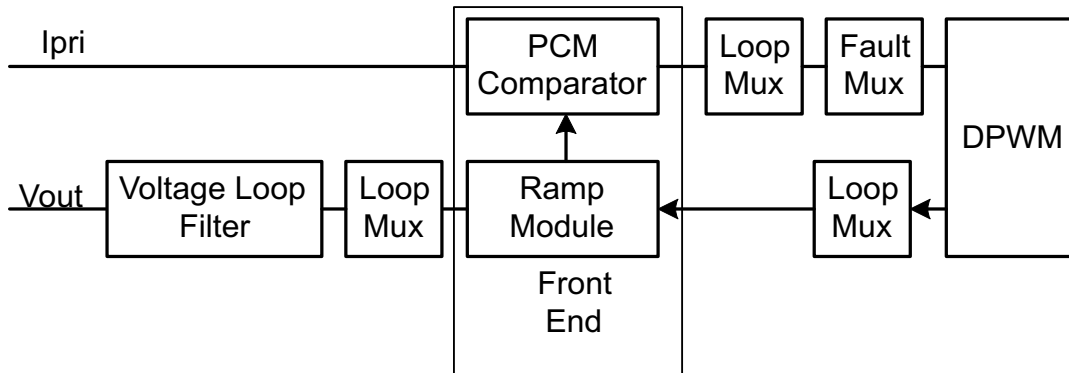 Ipri
PCM
Comparator
Loop
Mux
Fault
Mux
DPWM
Vout
Voltage Loop
Filter
Loop
Mux
Ramp
Module
Loop
Mux
Front
End